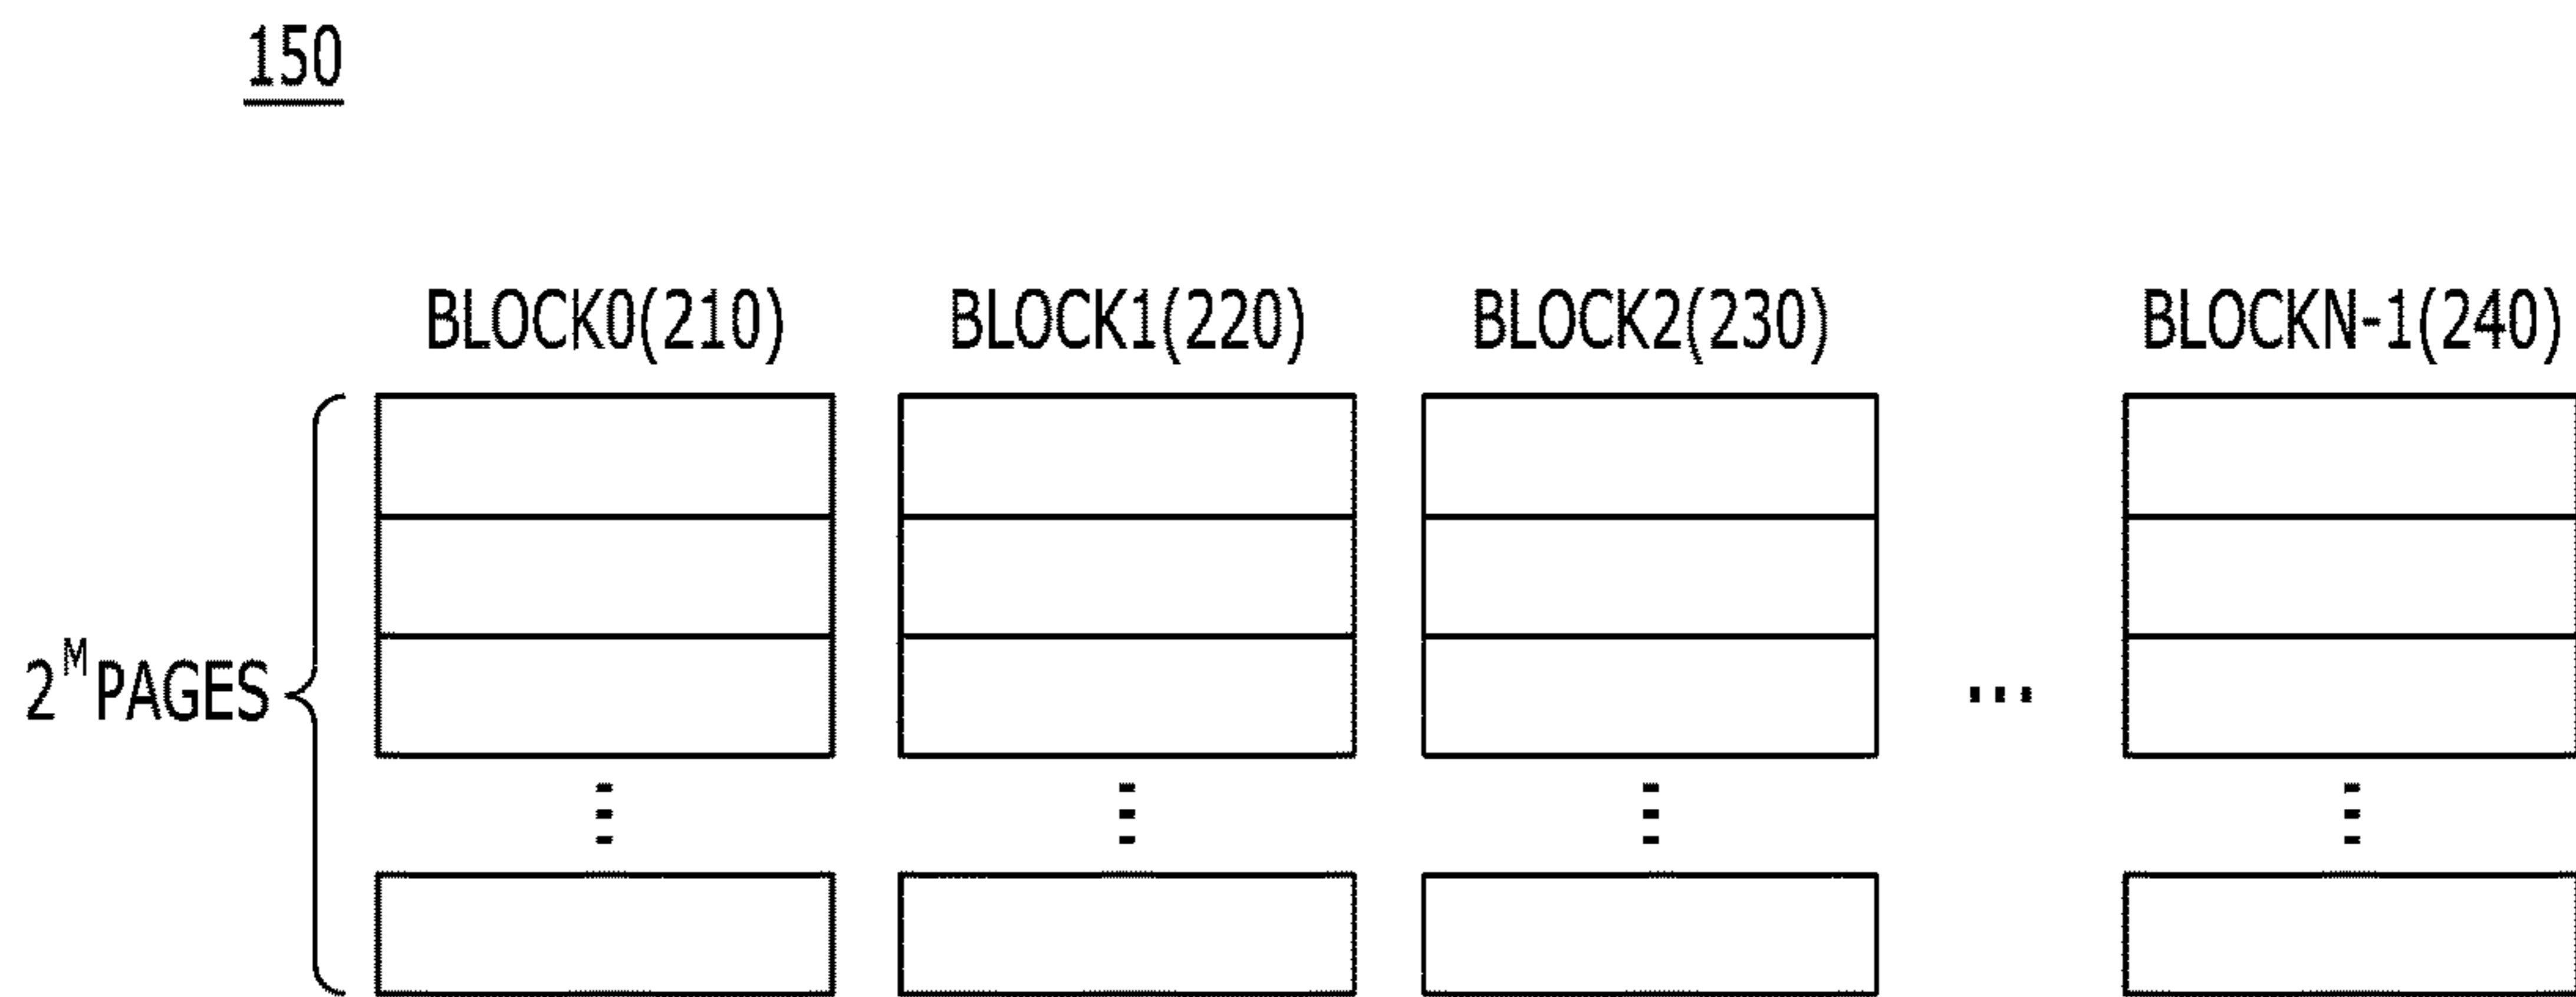 150
BLOCK0(210) BLOCK1(220) BLOCK2(230) BLOCKN-1(240)
2^M PAGES ...